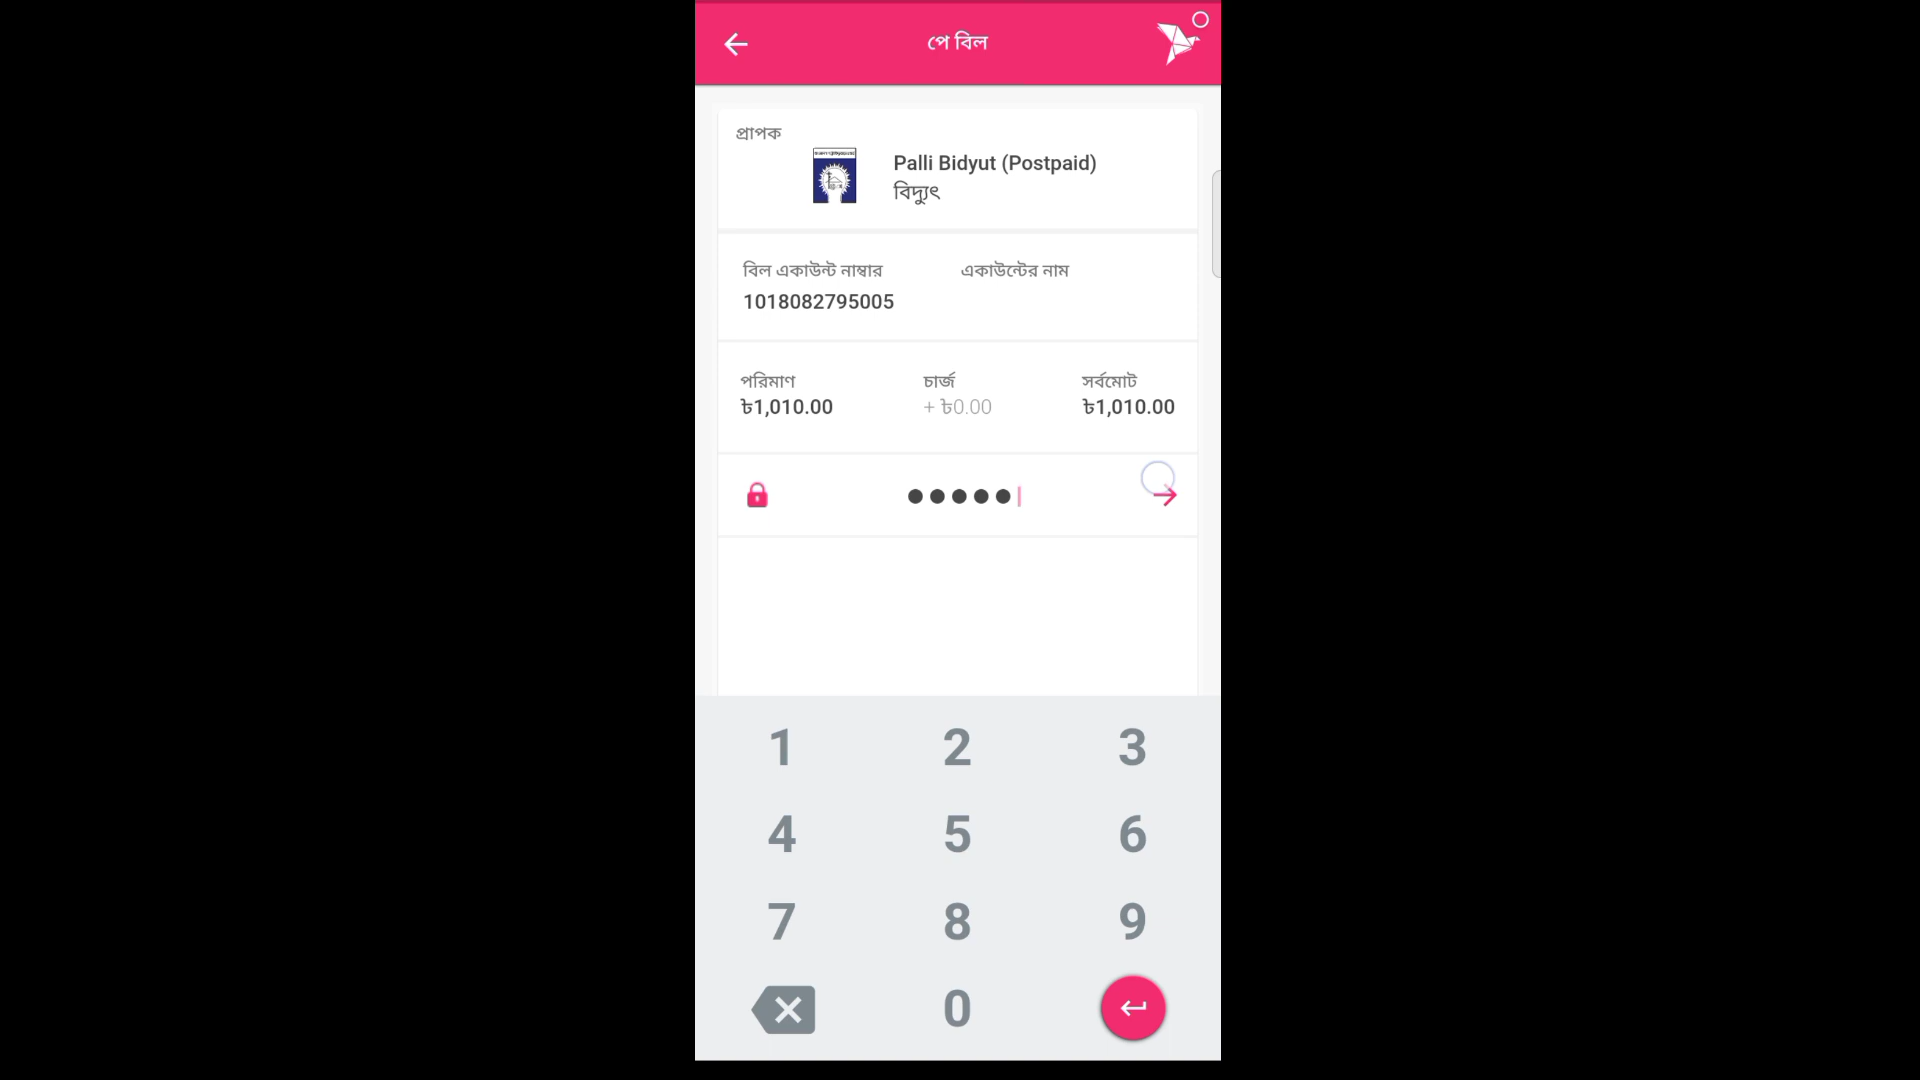 পে বিল
প্রাপক
Palli Bidyut (Postpaid)
বিদ্যুৎ
বিল একাউন্ট নাম্বার একাউন্টের নাম
1018082795005
পরিমাণ চার্জ সর্বমোট
৳1,010.00 + ৳0.00 ৳1,010.00
1 2 3
4 5 6
7 8 9
0